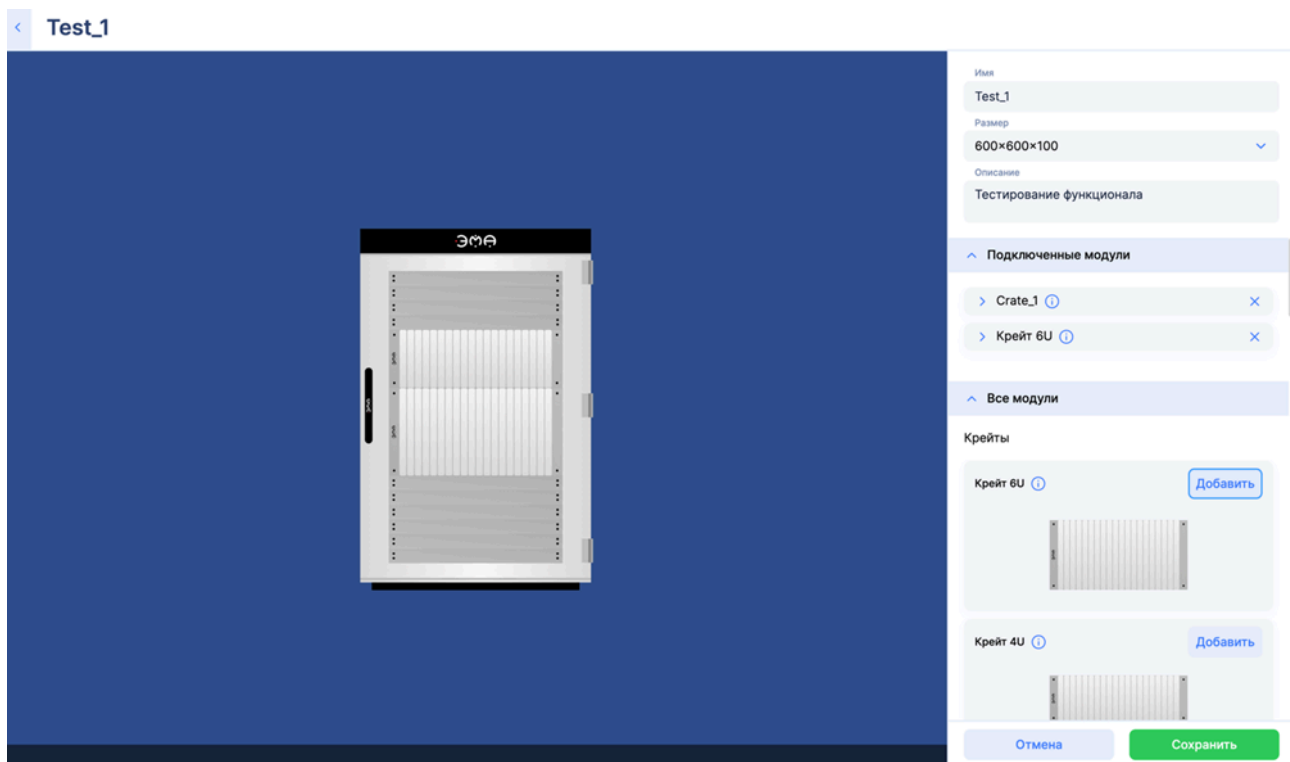 Test_1
ЭМА
Имя
Test_1
Размер
600×600×100
Описание
Тестирование функционала
Подключенные модули
Crate_1
Крейт 6U
Все модули
Крейты
Крейт 6U
Добавить
Крейт 4U
Добавить
Отмена
Сохранить